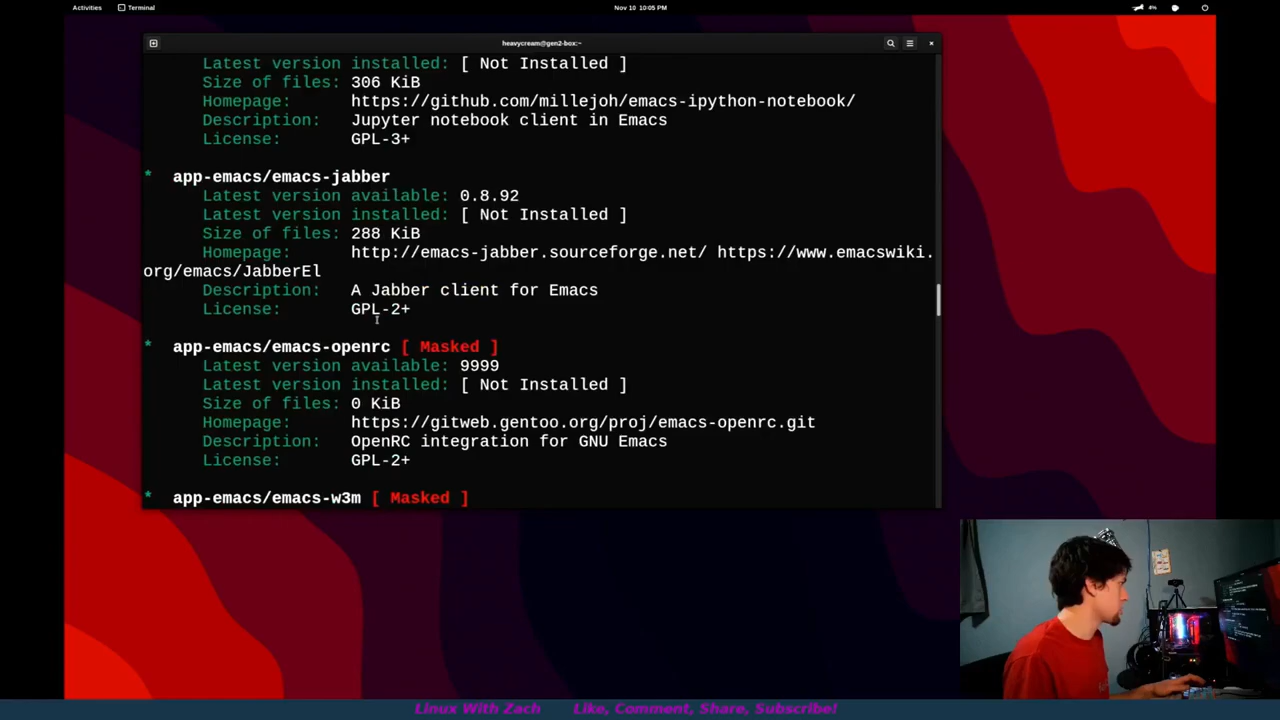 Activities
Terminal
Nov 10 10:05 PM
4%
heavycream@gen2-box:~
Latest version installed: [ Not Installed ]
Size of files: 306 KiB
Homepage: https://github.com/millejoh/emacs-ipython-notebook/
Description: Jupyter notebook client in Emacs
License: GPL-3+
* app-emacs/emacs-jabber
Latest version available: 0.8.92
Latest version installed: [ Not Installed ]
Size of files: 288 KiB
Homepage: http://emacs-jabber.sourceforge.net/ https://www.emacswiki.
org/emacs/JabberEl
Description: A Jabber client for Emacs
License: GPL-2+
* app-emacs/emacs-openrc [ Masked ]
Latest version available: 9999
Latest version installed: [ Not Installed ]
Size of files: 0 KiB
Homepage: https://gitweb.gentoo.org/proj/emacs-openrc.git
Description: OpenRC integration for GNU Emacs
License: GPL-2+
* app-emacs/emacs-w3m [ Masked ]
Linux With Zach Like, Comment, Share, Subscribe!